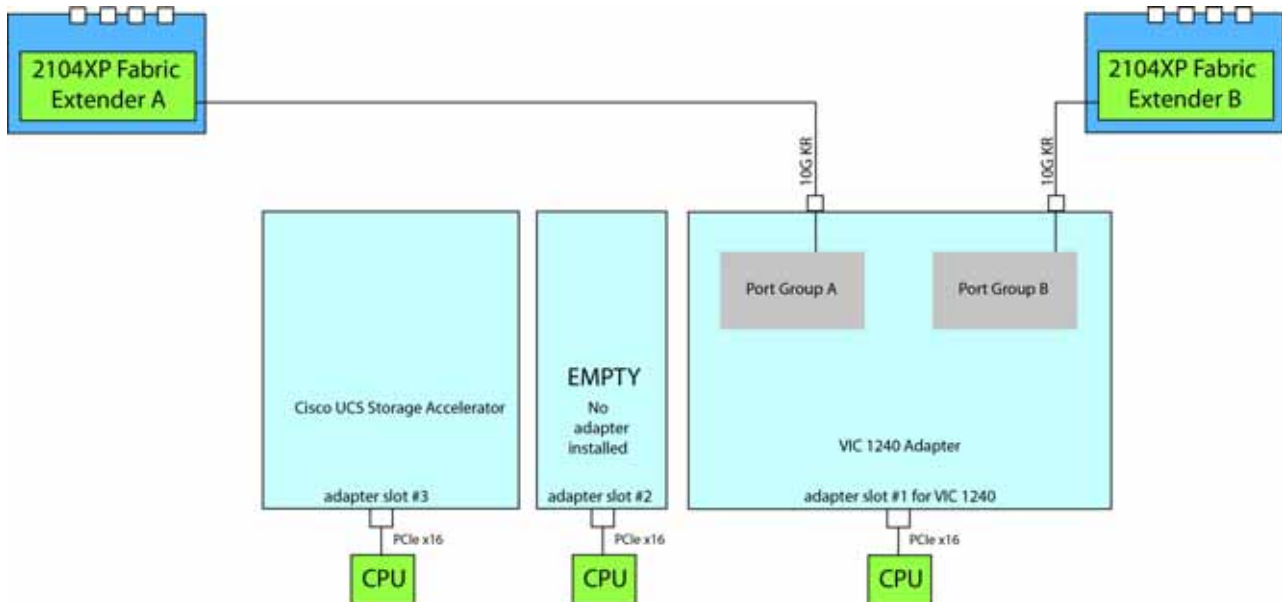 2104XP Fabric
Extender A
2104XP Fabric
Extender B
10G KR
10G KR
Port Group A
Port Group B
Cisco UCS Storage Accelerator
EMPTY
No
adapter
installed
VIC 1240 Adapter
adapter slot #3
adapter slot #2
adapter slot #1 for VIC 1240
PCIe x16
PCIe x16
PCIe x16
CPU
CPU
CPU